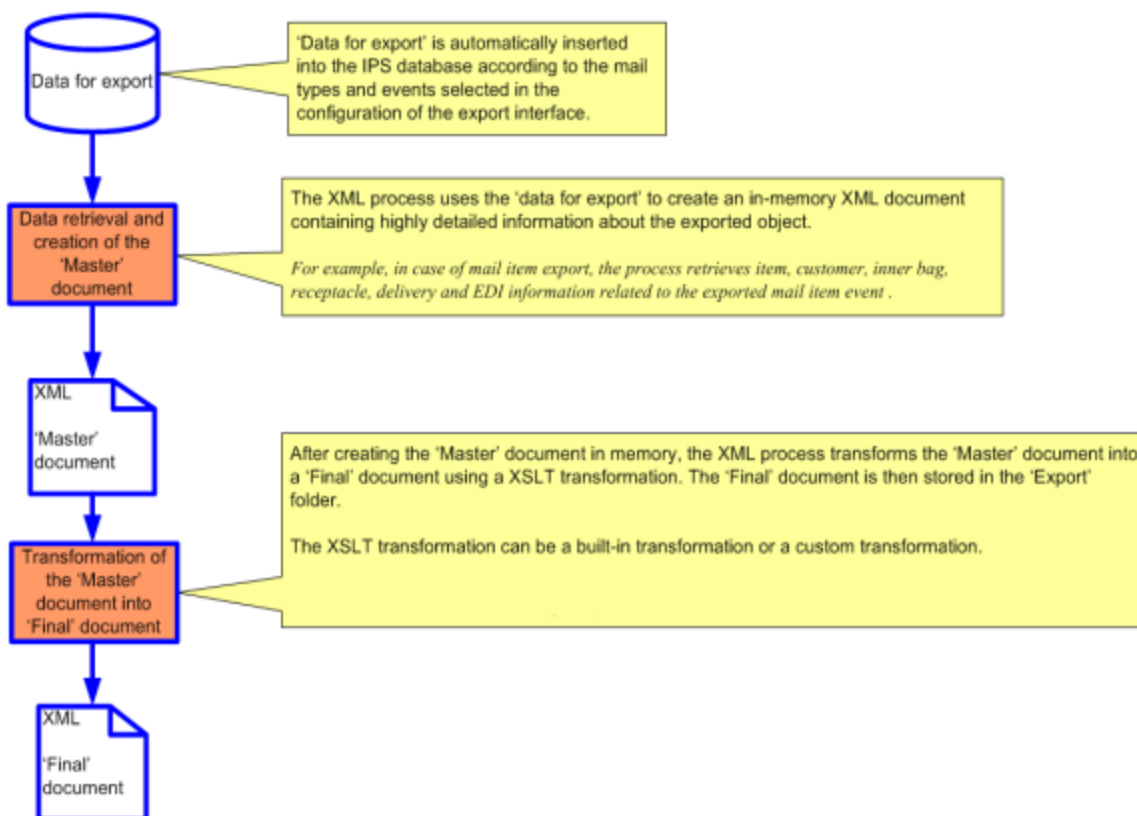 Data for export
‘Data for export’ is automatically inserted
into the IPS database according to the mail
types and events selected in the
configuration of the export interface.
Data retrieval and
creation of the
‘Master’
document
The XML process uses the ‘data for export’ to create an in-memory XML document
containing highly detailed information about the exported object.
For example, in case of mail item export, the process retrieves item, customer, inner bag,
receptacle, delivery and EDI information related to the exported mail item event .
XML
‘Master’
document
After creating the ‘Master’ document in memory, the XML process transforms the ‘Master’ document into
a ‘Final’ document using a XSLT transformation. The ‘Final’ document is then stored in the ‘Export’
folder.
The XSLT transformation can be a built-in transformation or a custom transformation.
Transformation of
the ‘Master’
document into
‘Final’ document
XML
‘Final’
document